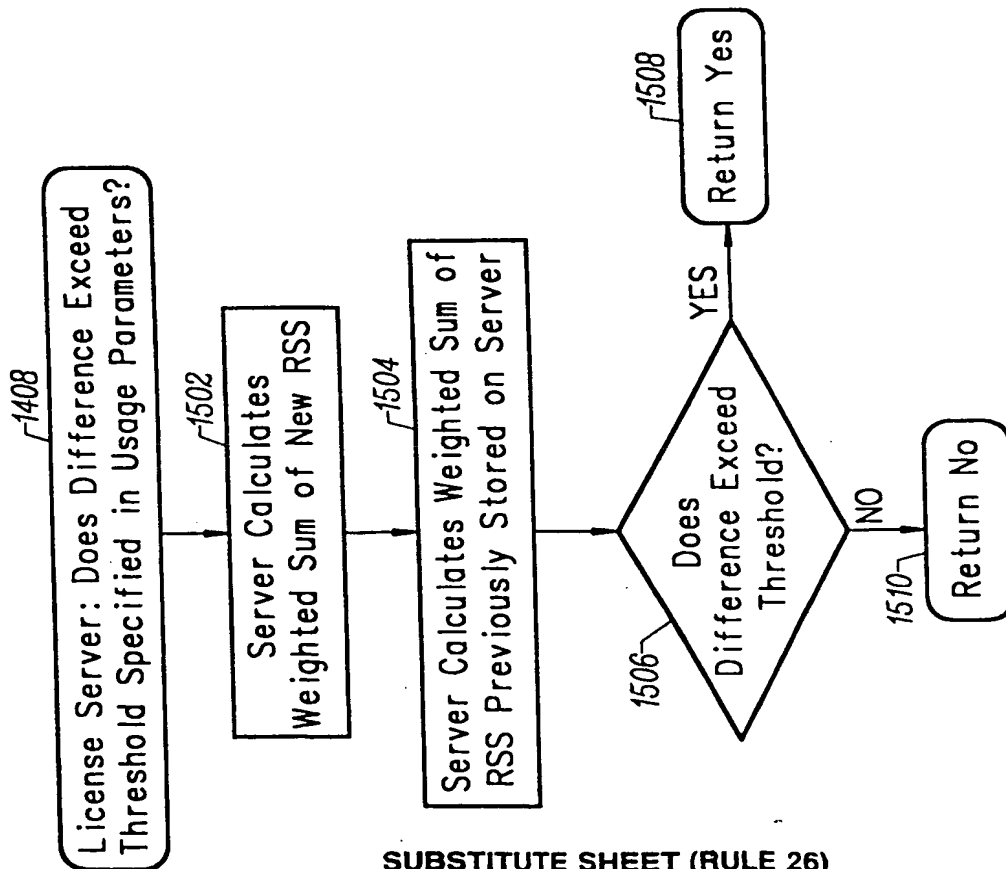 1408
License Server: Does Difference Exceed
Threshold Specified in Usage Parameters?
1502
Server Calculates
Weighted Sum of New RSS
1504
Server Calculates Weighted Sum of
RSS Previously Stored on Server
1506
Does
Difference Exceed
Threshold?
YES
1508
Return Yes
NO
1510
Return No
SUBSTITUTE SHEET (RULE 26)